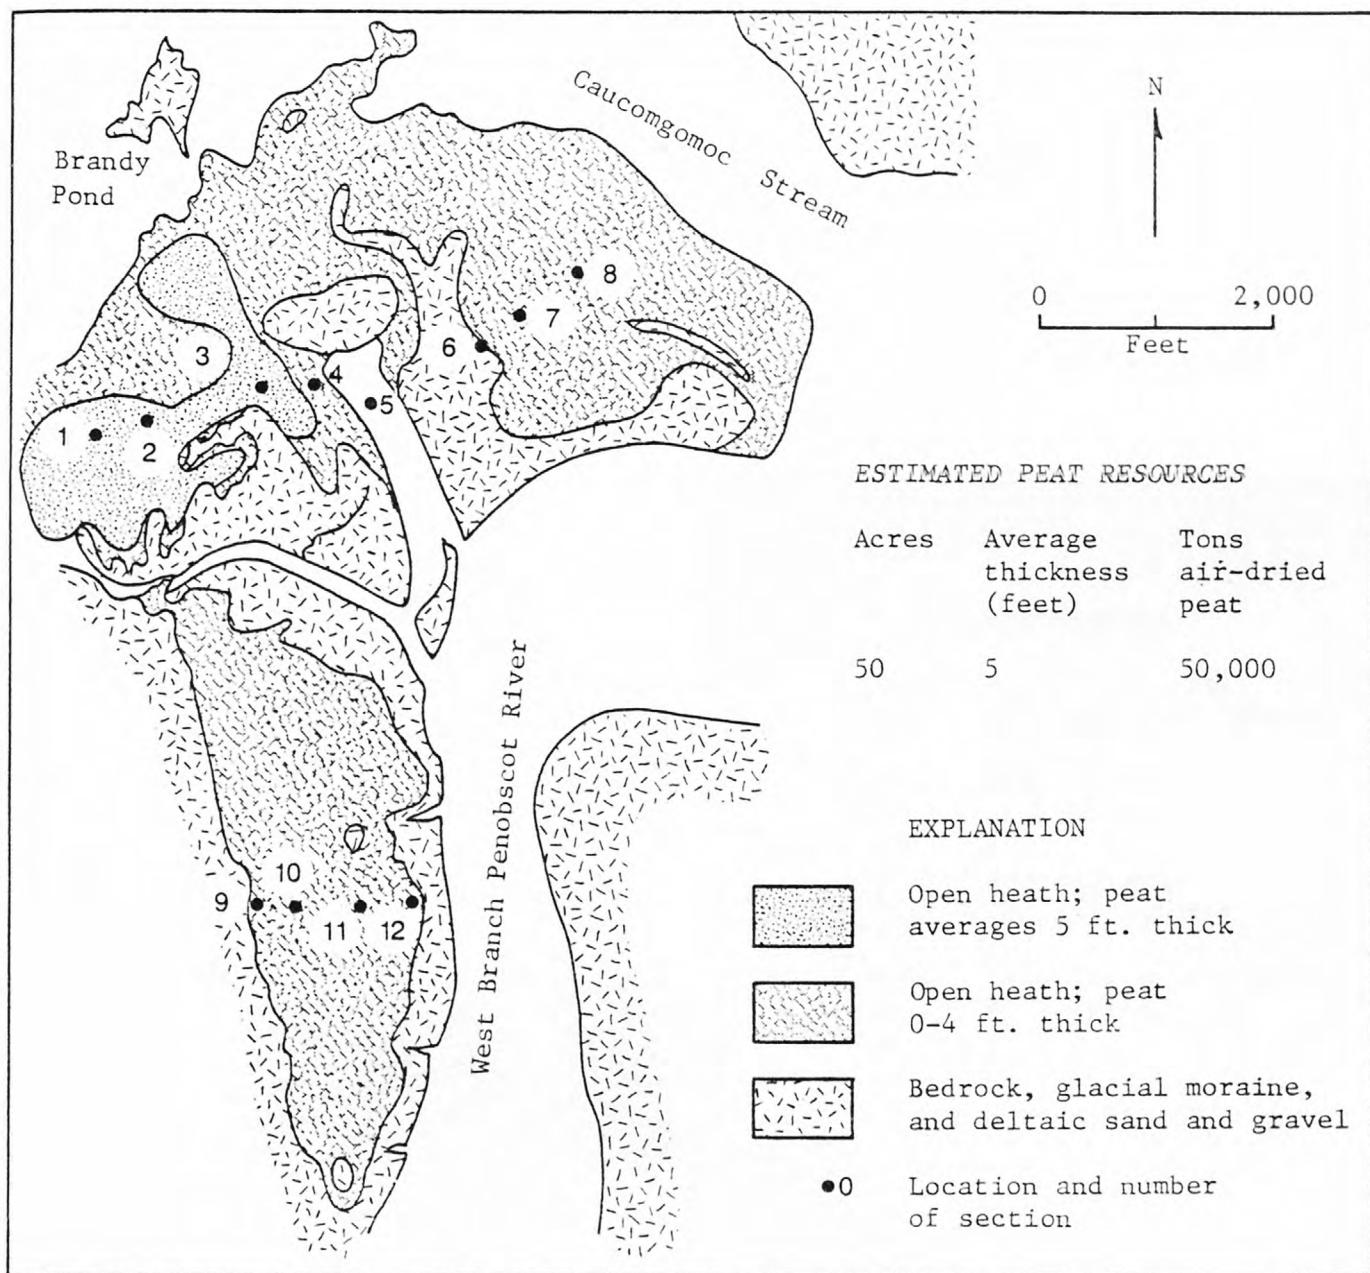 Caucomgomoc Stream
N
Brandy
Pond
8
0 2,000
7
Feet
3
6
4
5
1
2
ESTIMATED PEAT RESOURCES
Acres Average Tons
thickness air-dried
(feet) peat
50 5 50,000
West Branch Penobscot River
EXPLANATION
10
9
11
12
Open heath; peat
averages 5 ft. thick
Open heath; peat
0-4 ft. thick
Bedrock, glacial moraine,
and deltaic sand and gravel
0 Location and number
of section